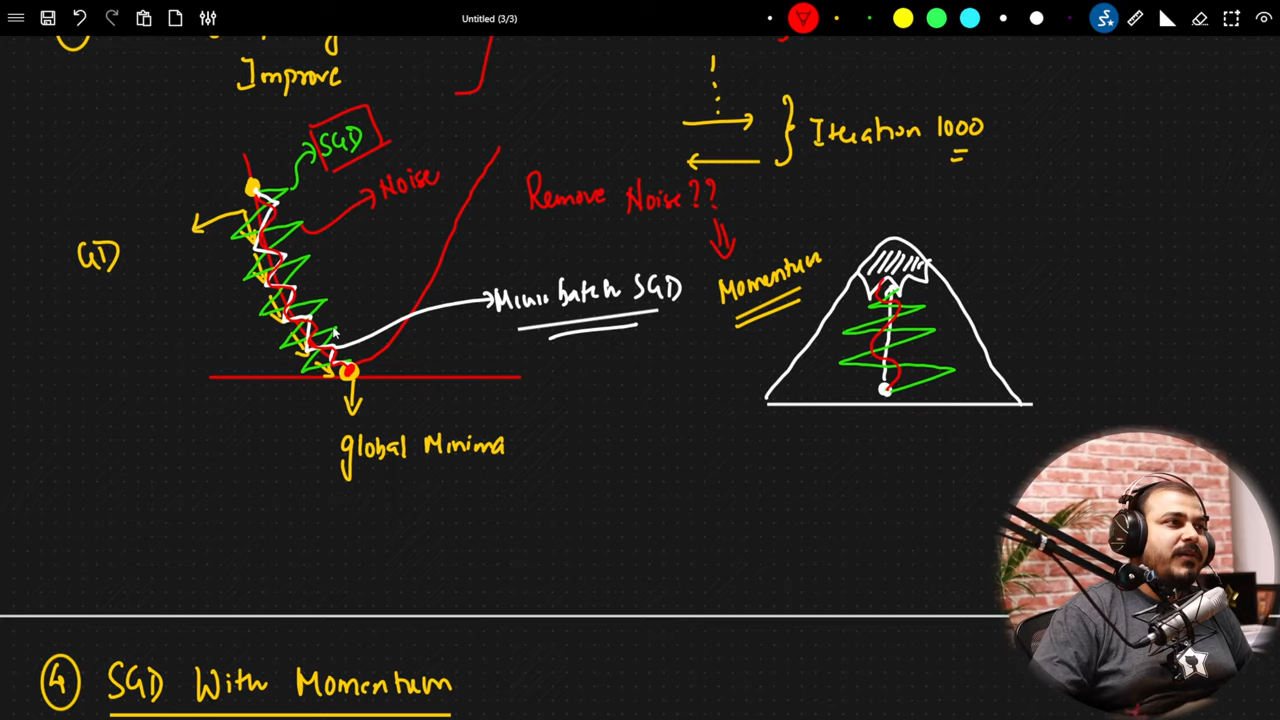 Untitled (3/3)
Improve
SGD
Noise
Iteration 1000
Remove Noise??
GD
Mini batch SGD
Momentum
global Minima
4 SGD With Momentum